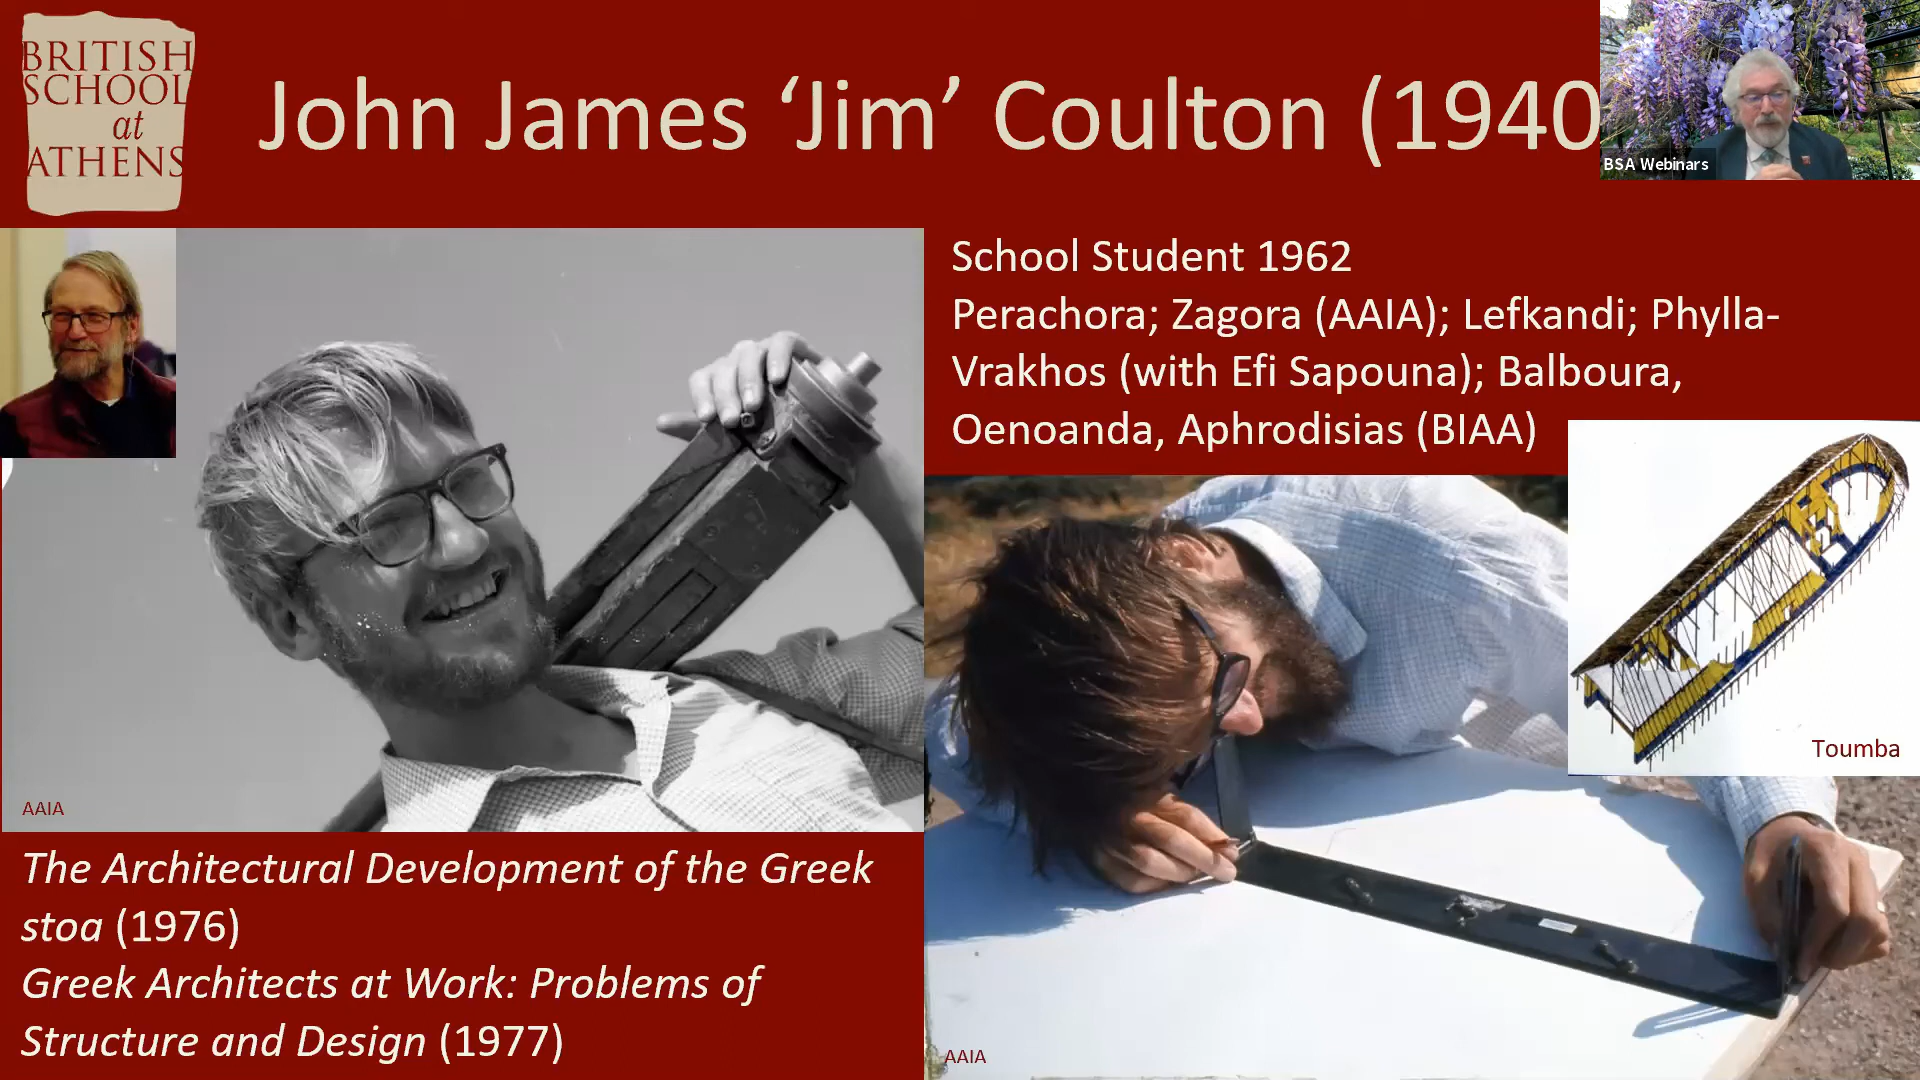 BRITISH
SCHOOL
at
ATHENS
John James ‘Jim’ Coulton (1940
BSA Webinars
School Student 1962
Perachora; Zagora (AAIA); Lefkandi; Phylla-
Vrakhos (with Efi Sapouna); Balboura,
Oenoanda, Aphrodisias (BIAA)
Toumba
AAIA
The Architectural Development of the Greek
stoa (1976)
Greek Architects at Work: Problems of
Structure and Design (1977)
AAIA